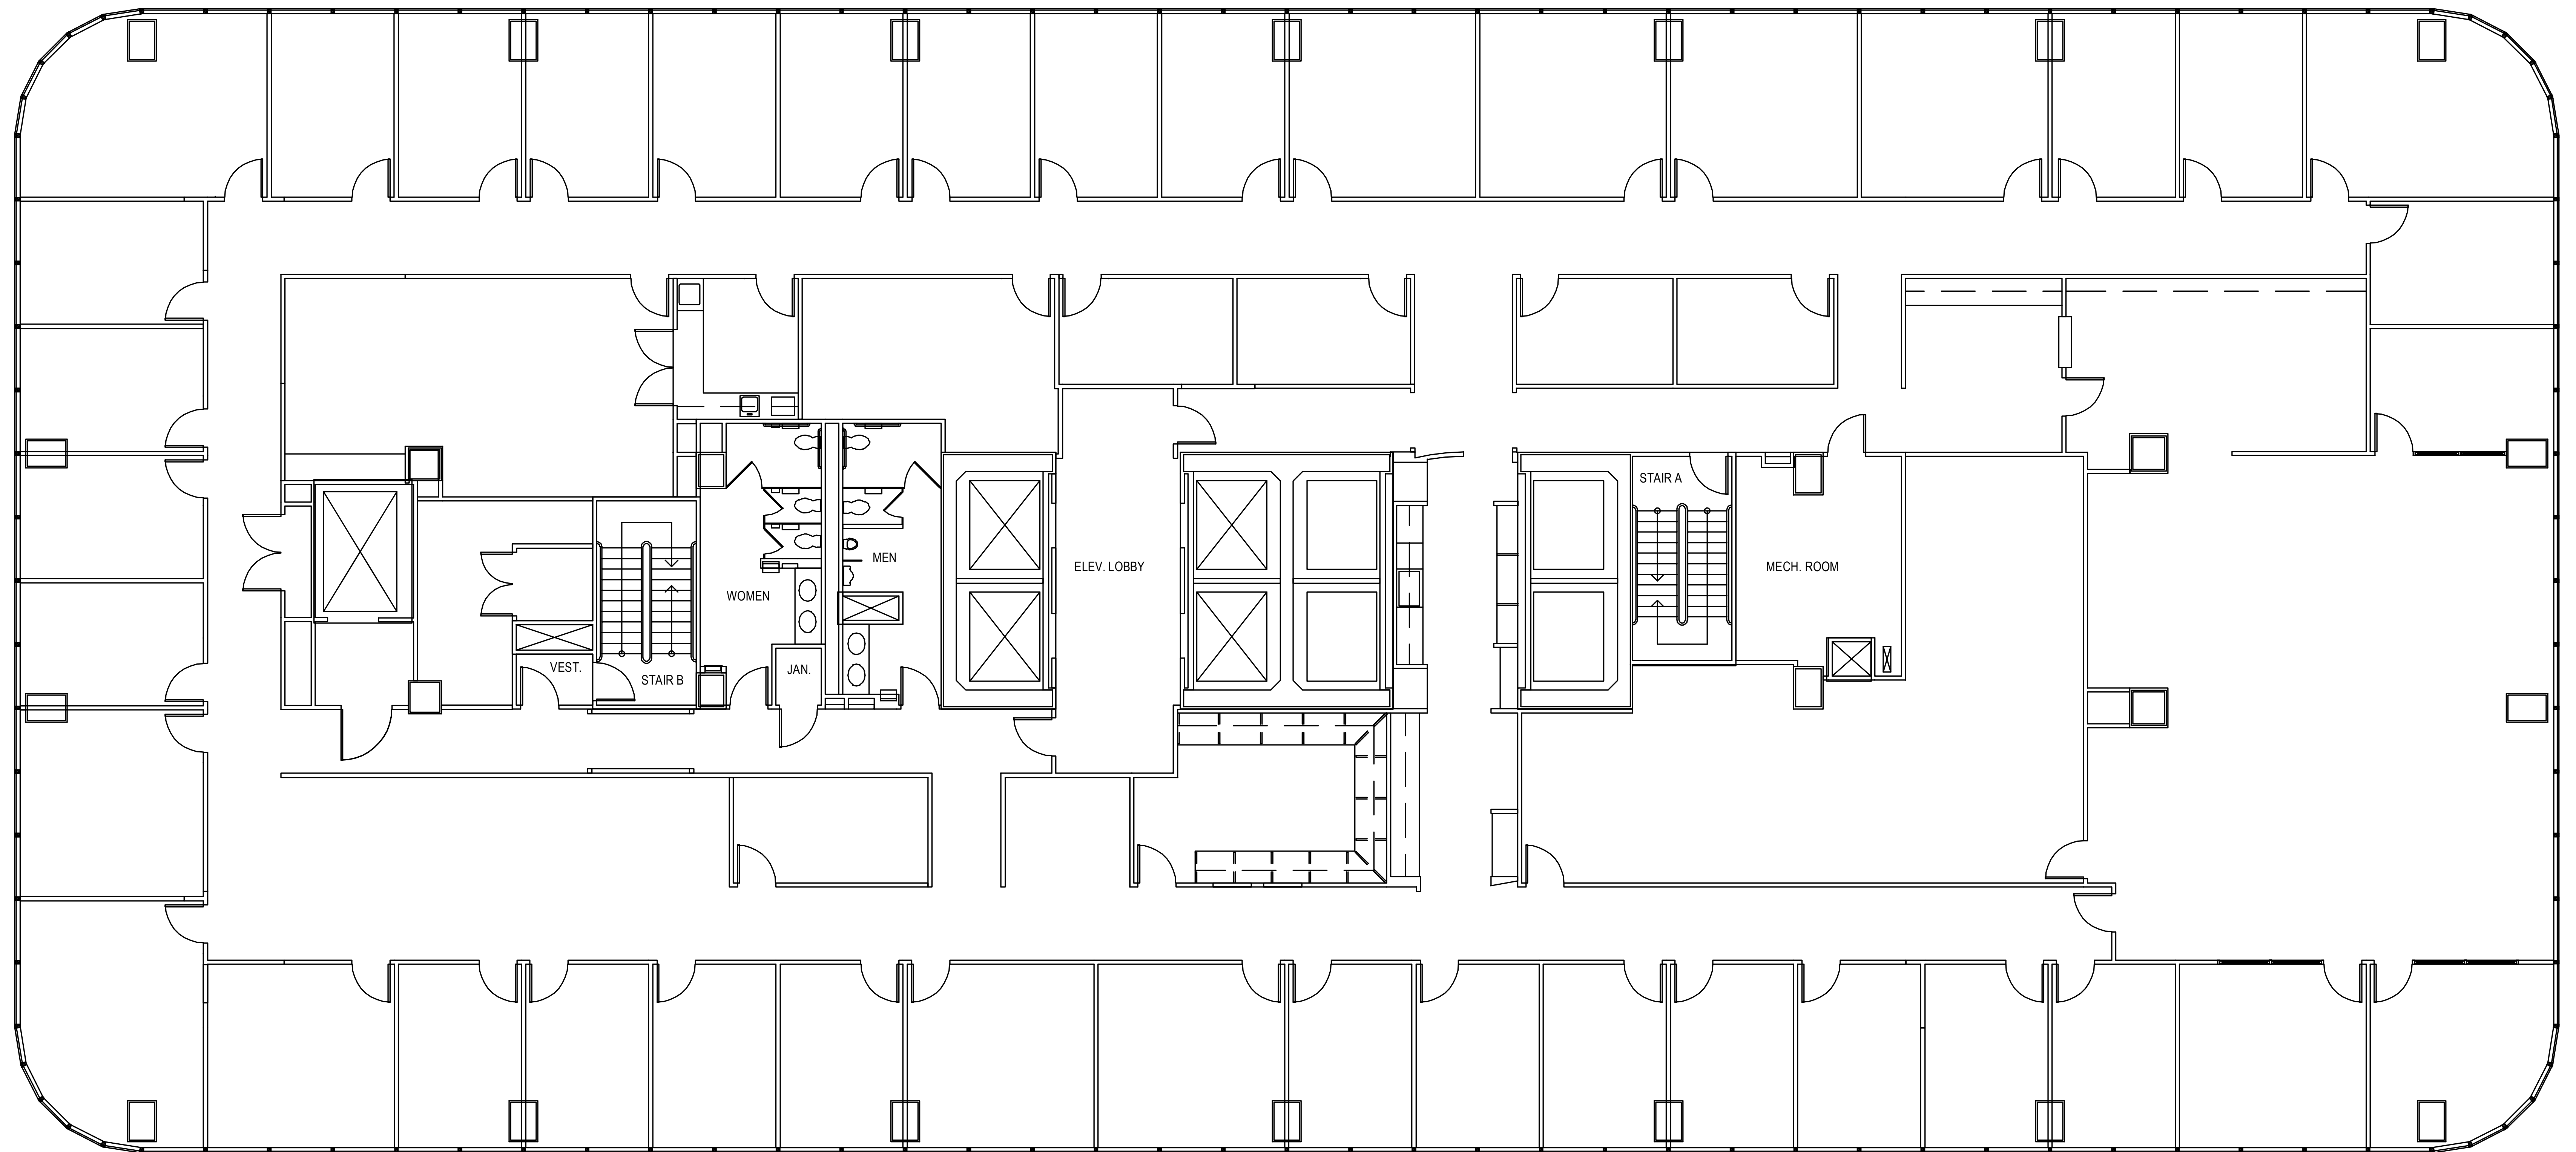 STAIR A
MEN
ELEV. LOBBY
MECH. ROOM
WOMEN
VEST.
JAN.
STAIR B